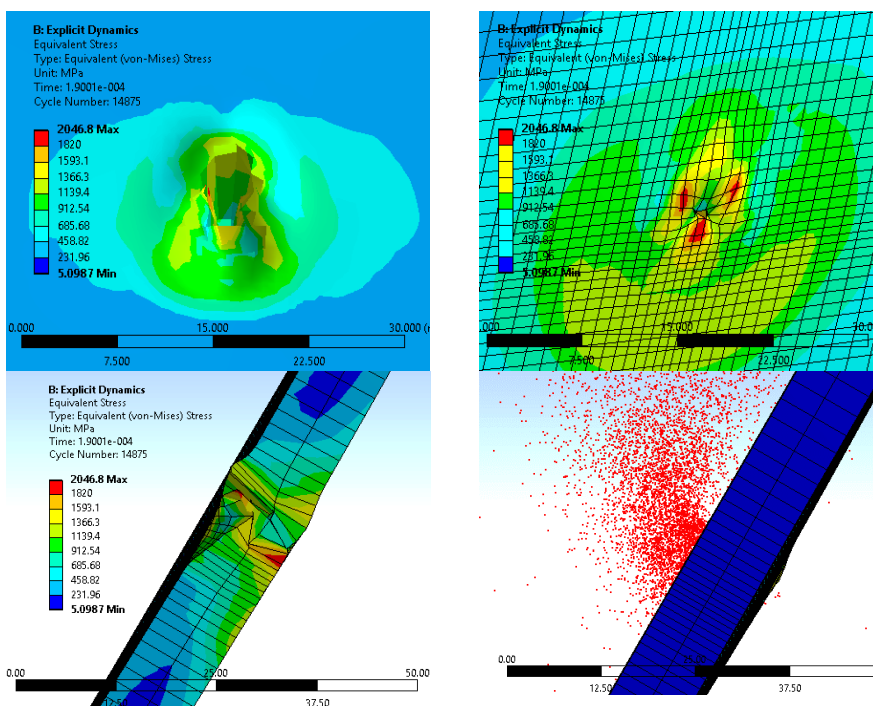 B: Explicit Dynamics
Equivalent Stress
Type: Equivalent (von-Mises) Stress
Unit: MPa
Time: 1.9001e-004
Cycle Number: 14875
2046.8 Max
1820
1593.1
1366.3
1139.4
912.54
685.68
458.82
231.96
5.0987 Min
0.000
15.000
30.000
7.500
22.500
B: Explicit Dynamics
Equivalent Stress
Type: Equivalent (von-Mises) Stress
Unit: MPa
Time: 1.9001e-004
Cycle Number: 14875
2046.8 Max
1820
1593.1
1366.3
1139.4
912.54
685.68
458.82
231.96
5.0987 Min
15.000
7.500
22.500
B: Explicit Dynamics
Equivalent Stress
Type: Equivalent (von-Mises) Stress
Unit: MPa
Time: 1.9001e-004
Cycle Number: 14875
2046.8 Max
1820
1593.1
1366.3
1139.4
912.54
685.68
458.82
231.96
5.0987 Min
0.00
25.00
50.00
12.50
37.50
0.00
12.50
37.50